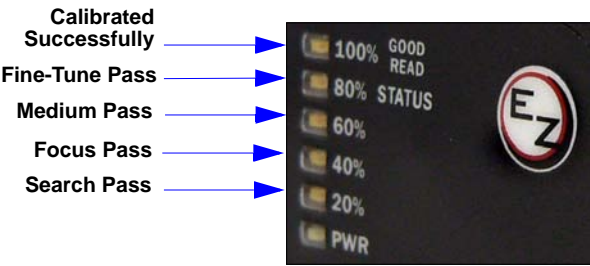 Calibrated
Successfully
Fine-Tune Pass
Medium Pass
Focus Pass
Search Pass
100% GOOD
READ
80% STATUS
60%
40%
20%
PWR
EZ